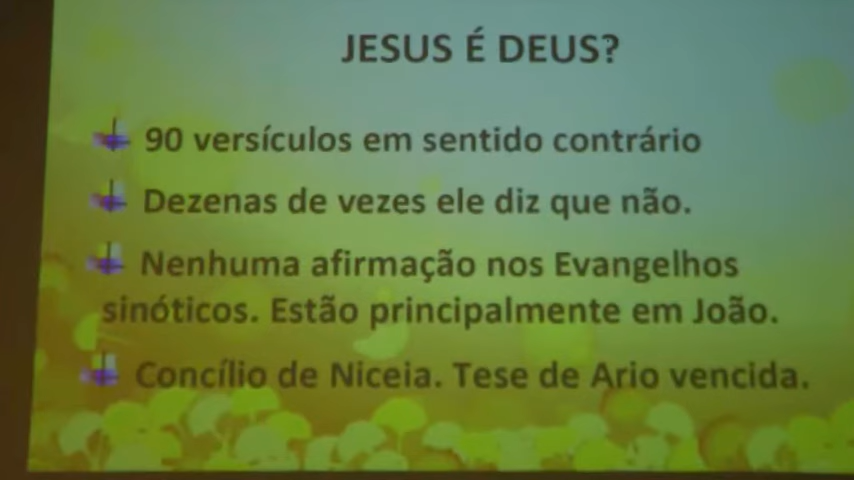 JESUS É DEUS?
90 versículos em sentido contrário
Dezenas de vezes ele diz que não.
Nenhuma afirmação nos Evangelhos
sinóticos. Estão principalmente em João.
Concílio de Niceia. Tese de Ario vencida.